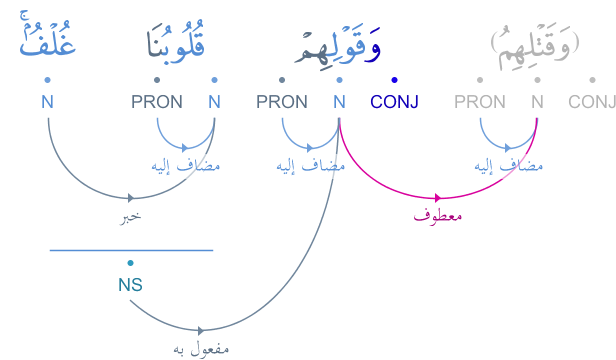 (وَقَتْلِهِمُ) وَقَوْلِهِمْ قُلُوبُنَا غُلْفٌۢ ۚ
CONJ N PRON CONJ N PRON N PRON N
مضاف إليه مضاف إليه مضاف إليه
معطوف خبر
NS
مفعول به